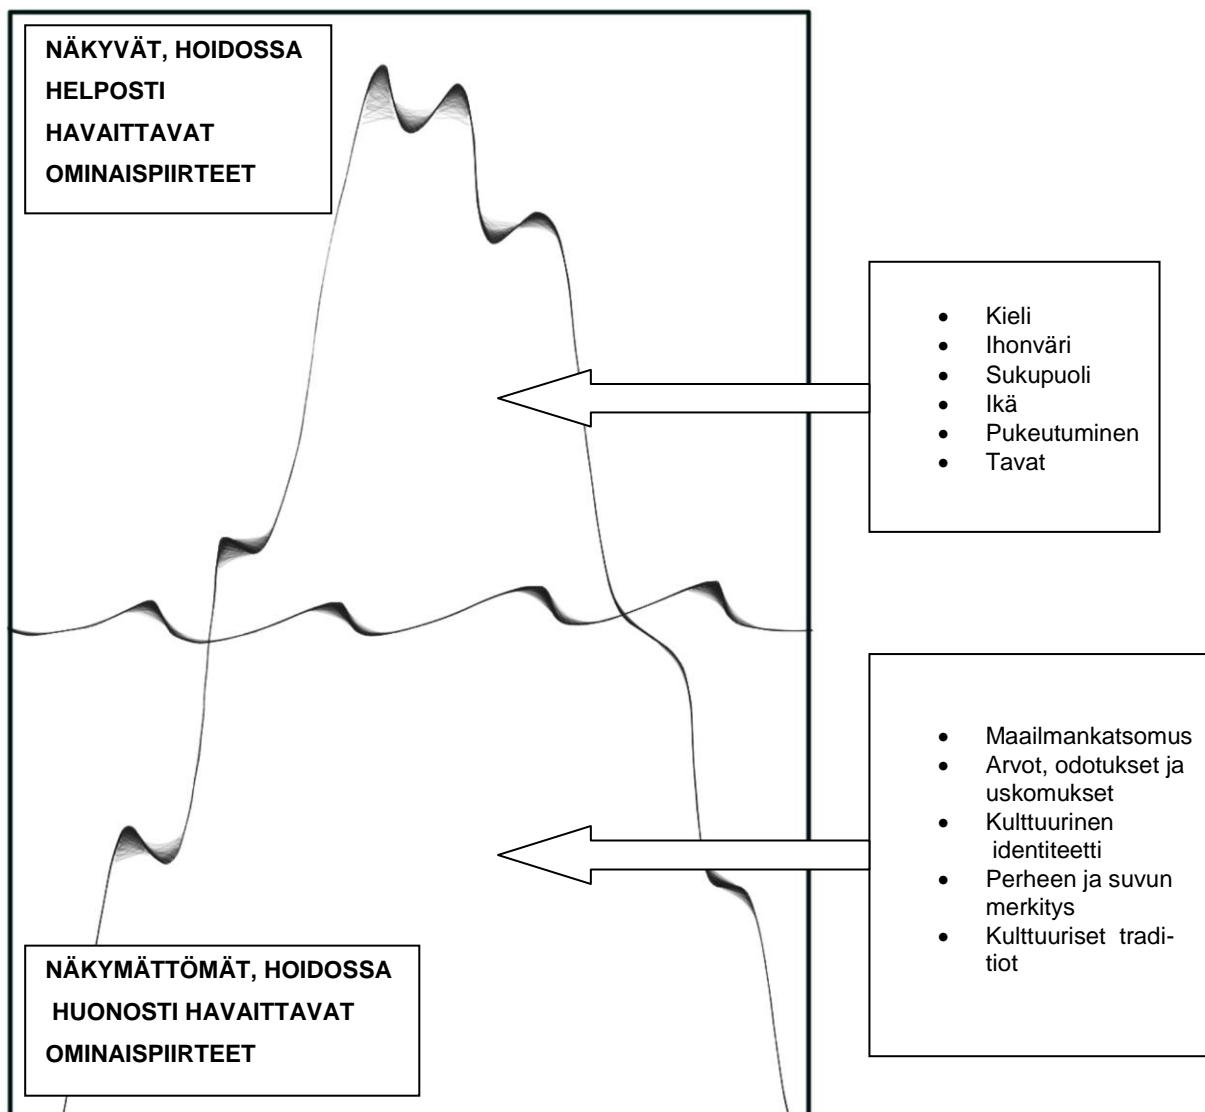 NÄKYVÄT, HOIDOSSA
HELPOSTI
HAVAITTAVAT
OMINAISPIIRTEET
• Kieli
• Ihonväri
• Sukupuoli
• Ikä
• Pukeutuminen
• Tavat
• Maailmankatsomus
• Arvot, odotukset ja
uskomukset
• Kulttuurinen
identiteetti
• Perheen ja suvun
merkitys
• Kulttuuriset tradi-
tiot
NÄKYMÄTTÖMÄT, HOIDOSSA
HUONOSTI HAVAITTAVAT
OMINAISPIIRTEET